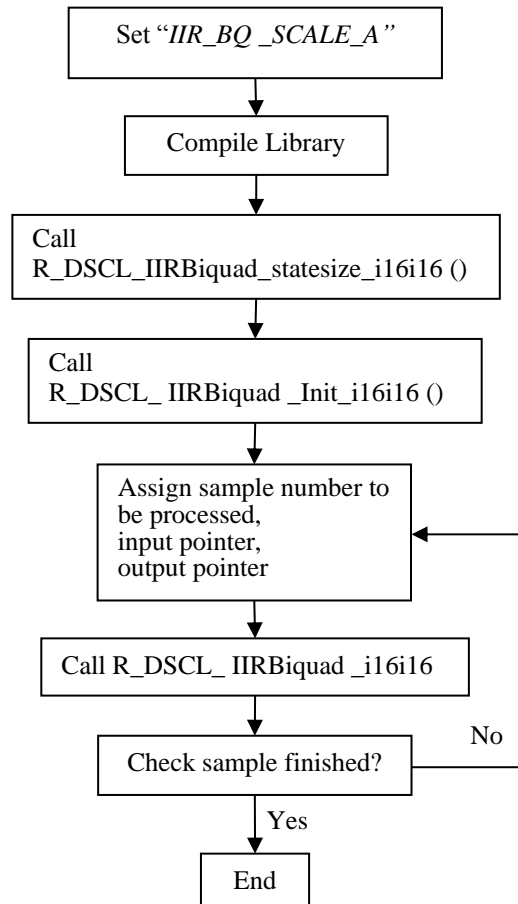 Set “IIR_BQ _SCALE_A”
Compile Library
Call
R_DSCL_IIRBiquad_statesize_i16i16 ()
Call
R_DSCL_ IIRBiquad _Init_i16i16 ()
Assign sample number to
be processed,
input pointer,
output pointer
Call R_DSCL_ IIRBiquad _i16i16
Check sample finished?
No
Yes
End